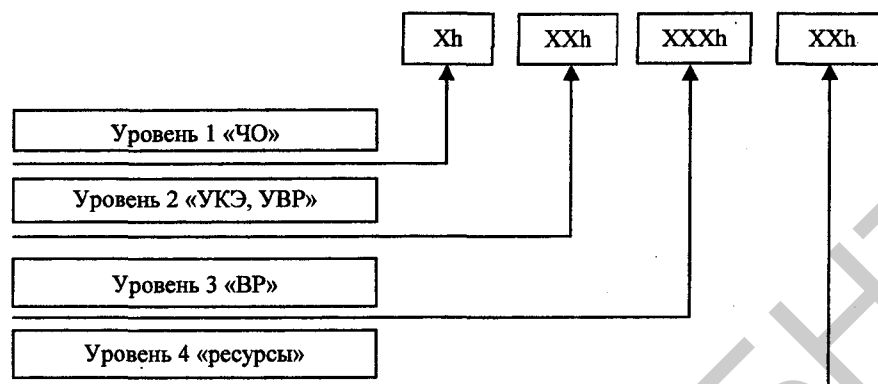 Xh XXh XXXh XXh
Уровень 1 «ЧО»
Уровень 2 «УКЭ, УВР»
Уровень 3 «ВР»
Уровень 4 «ресурсы»